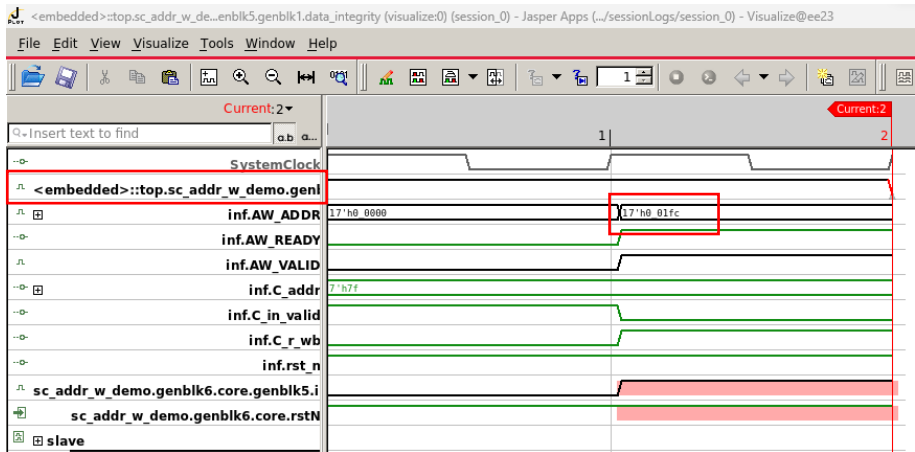 J
PLOT
<embedded>::top.sc_addr_w_de...enblk5.genblk1.data_integrity (visualize:0) (session_0) - Jasper Apps (.../sessionLogs/session_0) - Visualize@ee23
File Edit View Visualize Tools Window Help
1
Current:2
Current:2
Insert text to find
a.b a...
1
2
SystemClock
<embedded>::top.sc_addr_w_demo.genl
inf.AW_ADDR 17'h0_0000 17'h0_01fc
inf.AW_READY
inf.AW_VALID
inf.C_addr 7'h7f
inf.C_in_valid
inf.C_r_wb
inf.rst_n
sc_addr_w_demo.genblk6.core.genblk5.i
sc_addr_w_demo.genblk6.core.rstN
slave